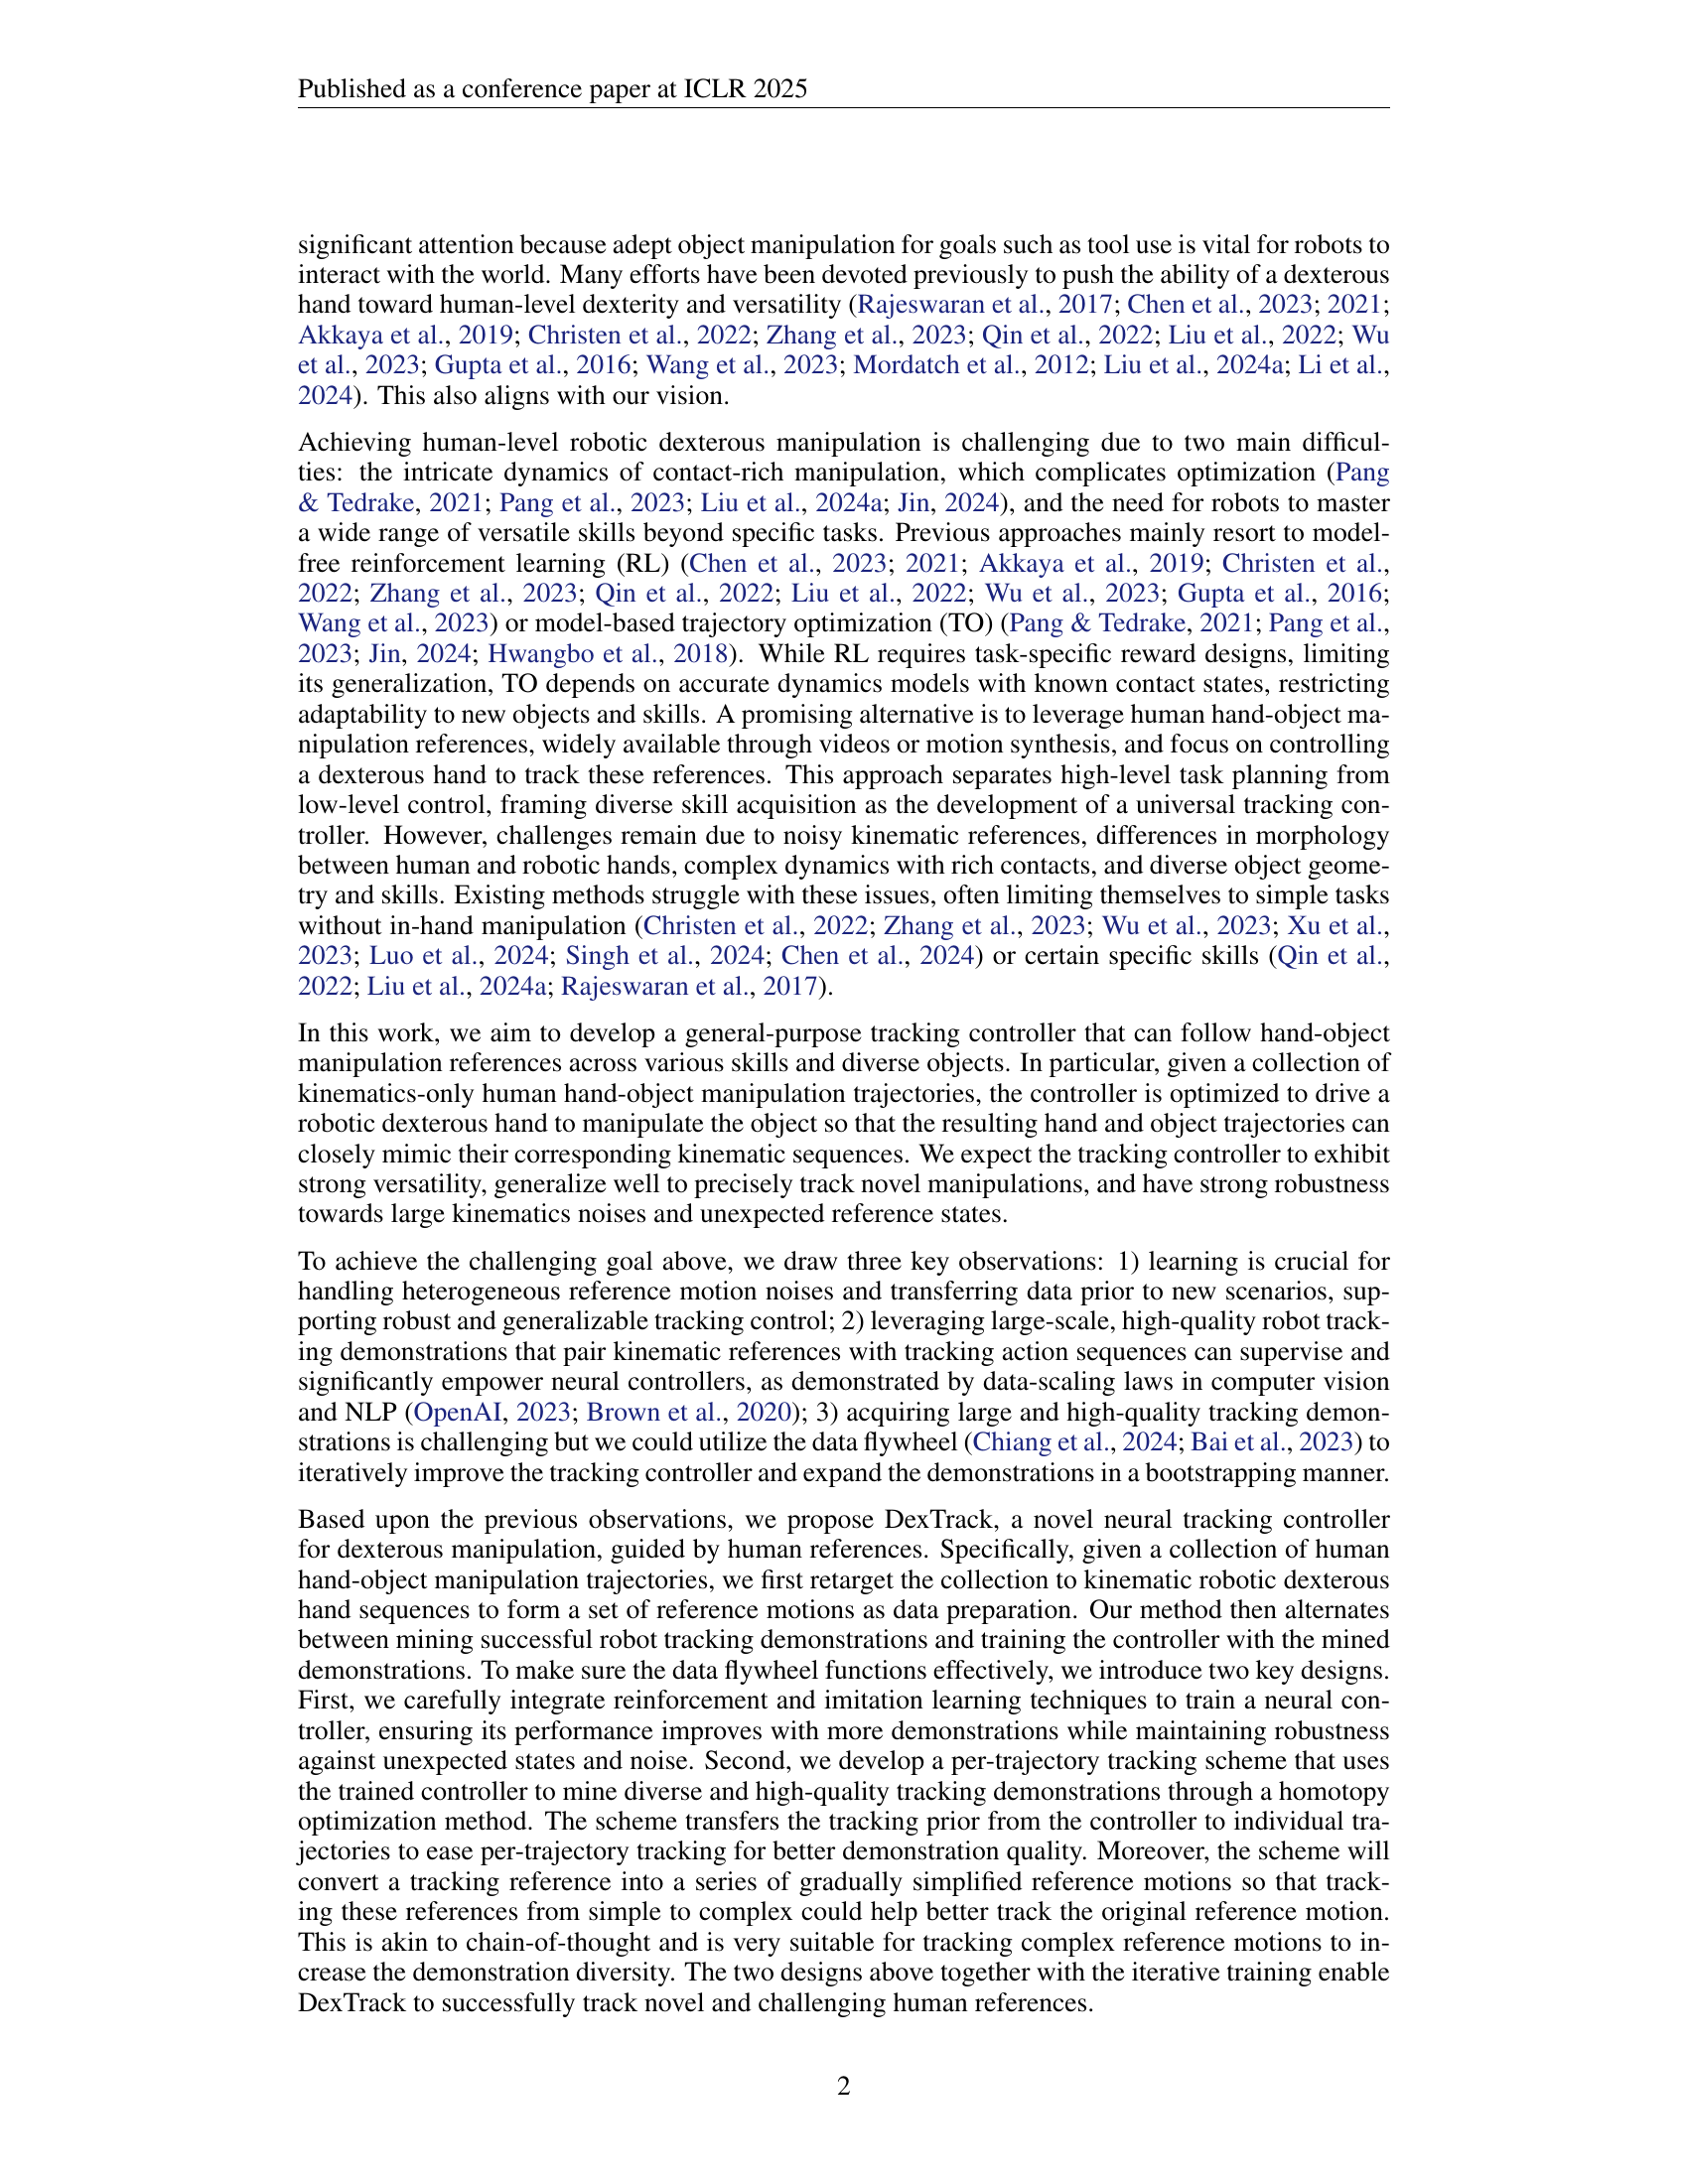 Published as a conference paper at ICLR 2025
significant attention because adept object manipulation for goals such as tool use is vital for robots to
interact with the world. Many efforts have been devoted previously to push the ability of a dexterous
hand toward human-level dexterity and versatility (Rajeswaran et al., 2017; Chen et al., 2023; 2021;
Akkaya et al., 2019; Christen et al., 2022; Zhang et al., 2023; Qin et al., 2022; Liu et al., 2022; Wu
et al., 2023; Gupta et al., 2016; Wang et al., 2023; Mordatch et al., 2012; Liu et al., 2024a; Li et al.,
2024). This also aligns with our vision.
Achieving human-level robotic dexterous manipulation is challenging due to two main difficul-
ties: the intricate dynamics of contact-rich manipulation, which complicates optimization (Pang
& Tedrake, 2021; Pang et al., 2023; Liu et al., 2024a; Jin, 2024), and the need for robots to master
a wide range of versatile skills beyond specific tasks. Previous approaches mainly resort to model-
free reinforcement learning (RL) (Chen et al., 2023; 2021; Akkaya et al., 2019; Christen et al.,
2022; Zhang et al., 2023; Qin et al., 2022; Liu et al., 2022; Wu et al., 2023; Gupta et al., 2016;
Wang et al., 2023) or model-based trajectory optimization (TO) (Pang & Tedrake, 2021; Pang et al.,
2023; Jin, 2024; Hwangbo et al., 2018). While RL requires task-specific reward designs, limiting
its generalization, TO depends on accurate dynamics models with known contact states, restricting
adaptability to new objects and skills. A promising alternative is to leverage human hand-object ma-
nipulation references, widely available through videos or motion synthesis, and focus on controlling
a dexterous hand to track these references. This approach separates high-level task planning from
low-level control, framing diverse skill acquisition as the development of a universal tracking con-
troller. However, challenges remain due to noisy kinematic references, differences in morphology
between human and robotic hands, complex dynamics with rich contacts, and diverse object geome-
try and skills. Existing methods struggle with these issues, often limiting themselves to simple tasks
without in-hand manipulation (Christen et al., 2022; Zhang et al., 2023; Wu et al., 2023; Xu et al.,
2023; Luo et al., 2024; Singh et al., 2024; Chen et al., 2024) or certain specific skills (Qin et al.,
2022; Liu et al., 2024a; Rajeswaran et al., 2017).
In this work, we aim to develop a general-purpose tracking controller that can follow hand-object
manipulation references across various skills and diverse objects. In particular, given a collection of
kinematics-only human hand-object manipulation trajectories, the controller is optimized to drive a
robotic dexterous hand to manipulate the object so that the resulting hand and object trajectories can
closely mimic their corresponding kinematic sequences. We expect the tracking controller to exhibit
strong versatility, generalize well to precisely track novel manipulations, and have strong robustness
towards large kinematics noises and unexpected reference states.
To achieve the challenging goal above, we draw three key observations: 1) learning is crucial for
handling heterogeneous reference motion noises and transferring data prior to new scenarios, sup-
porting robust and generalizable tracking control; 2) leveraging large-scale, high-quality robot track-
ing demonstrations that pair kinematic references with tracking action sequences can supervise and
significantly empower neural controllers, as demonstrated by data-scaling laws in computer vision
and NLP (OpenAI, 2023; Brown et al., 2020); 3) acquiring large and high-quality tracking demon-
strations is challenging but we could utilize the data flywheel (Chiang et al., 2024; Bai et al., 2023) to
iteratively improve the tracking controller and expand the demonstrations in a bootstrapping manner.
Based upon the previous observations, we propose DexTrack, a novel neural tracking controller
for dexterous manipulation, guided by human references. Specifically, given a collection of human
hand-object manipulation trajectories, we first retarget the collection to kinematic robotic dexterous
hand sequences to form a set of reference motions as data preparation. Our method then alternates
between mining successful robot tracking demonstrations and training the controller with the mined
demonstrations. To make sure the data flywheel functions effectively, we introduce two key designs.
First, we carefully integrate reinforcement and imitation learning techniques to train a neural con-
troller, ensuring its performance improves with more demonstrations while maintaining robustness
against unexpected states and noise. Second, we develop a per-trajectory tracking scheme that uses
the trained controller to mine diverse and high-quality tracking demonstrations through a homotopy
optimization method. The scheme transfers the tracking prior from the controller to individual tra-
jectories to ease per-trajectory tracking for better demonstration quality. Moreover, the scheme will
convert a tracking reference into a series of gradually simplified reference motions so that track-
ing these references from simple to complex could help better track the original reference motion.
This is akin to chain-of-thought and is very suitable for tracking complex reference motions to in-
crease the demonstration diversity. The two designs above together with the iterative training enable
DexTrack to successfully track novel and challenging human references.
2